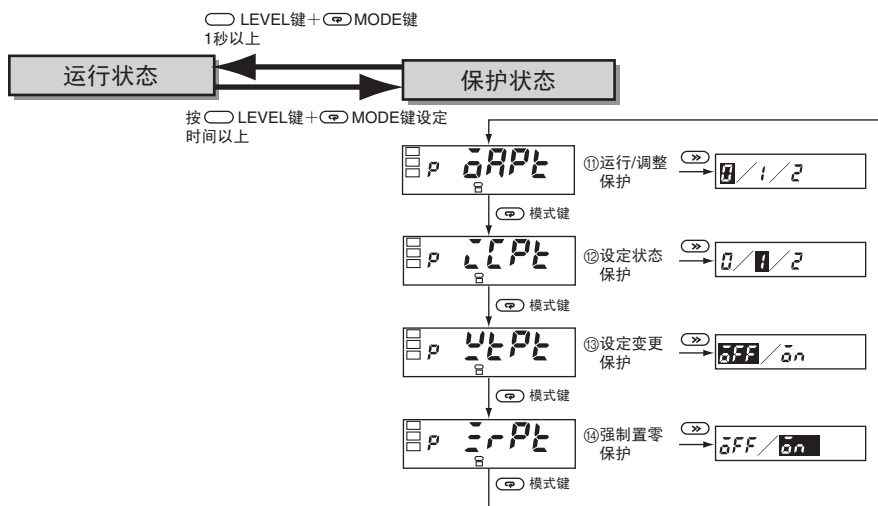 LEVEL键＋MODE键
1秒以上
运行状态
保护状态
按 LEVEL键＋MODE键设定
时间以上
P oAPt
⑪运行/调整
保护
0/1/2
模式键
P iCPt
⑫设定状态
保护
0/1/2
模式键
P WtPt
⑬设定变更
保护
oFF/on
模式键
P ZrPt
⑭强制置零
保护
oFF/on
模式键